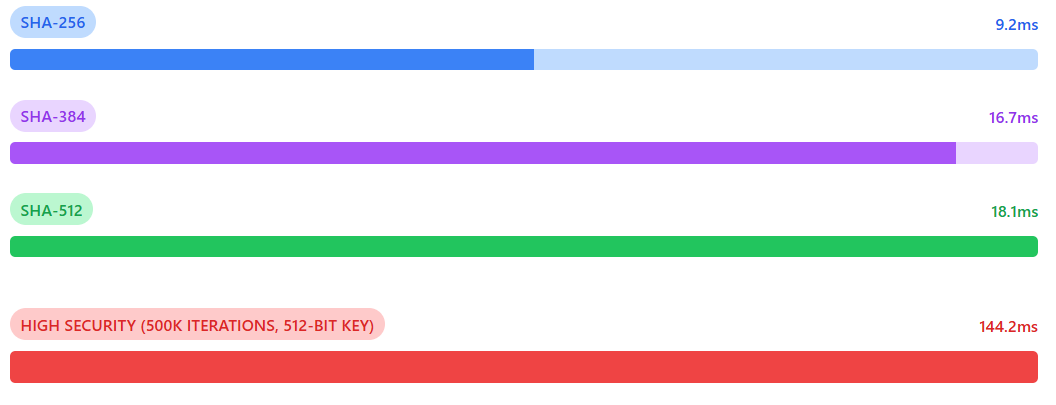 SHA-256 9.2ms
SHA-384 16.7ms
SHA-512 18.1ms
HIGH SECURITY (500K ITERATIONS, 512-BIT KEY) 144.2ms